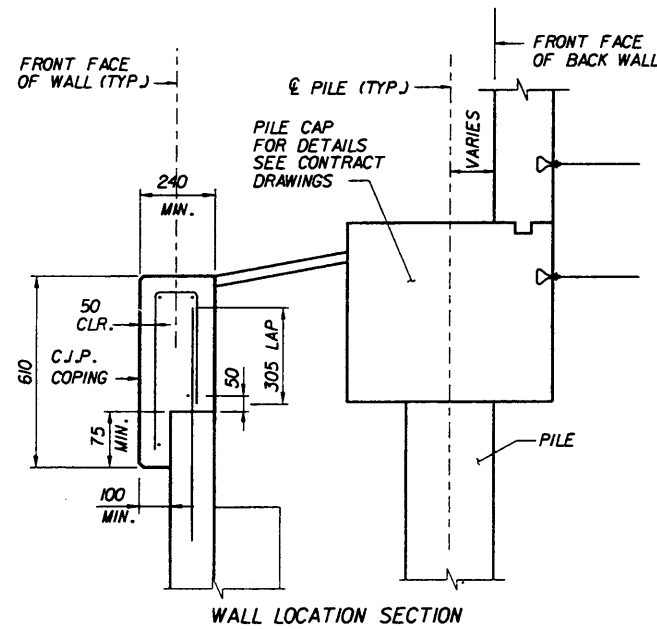 FRONT FACE
OF WALL (TYP.)
℄ PILE (TYP.)
FRONT FACE
OF BACK WALL
PILE CAP
FOR DETAILS
SEE CONTRACT
DRAWINGS
VARIES
240
MIN.
50
CLR.
C.I.P.
COPING
610
305 LAP
50
75
MIN.
100
MIN.
PILE
WALL LOCATION SECTION